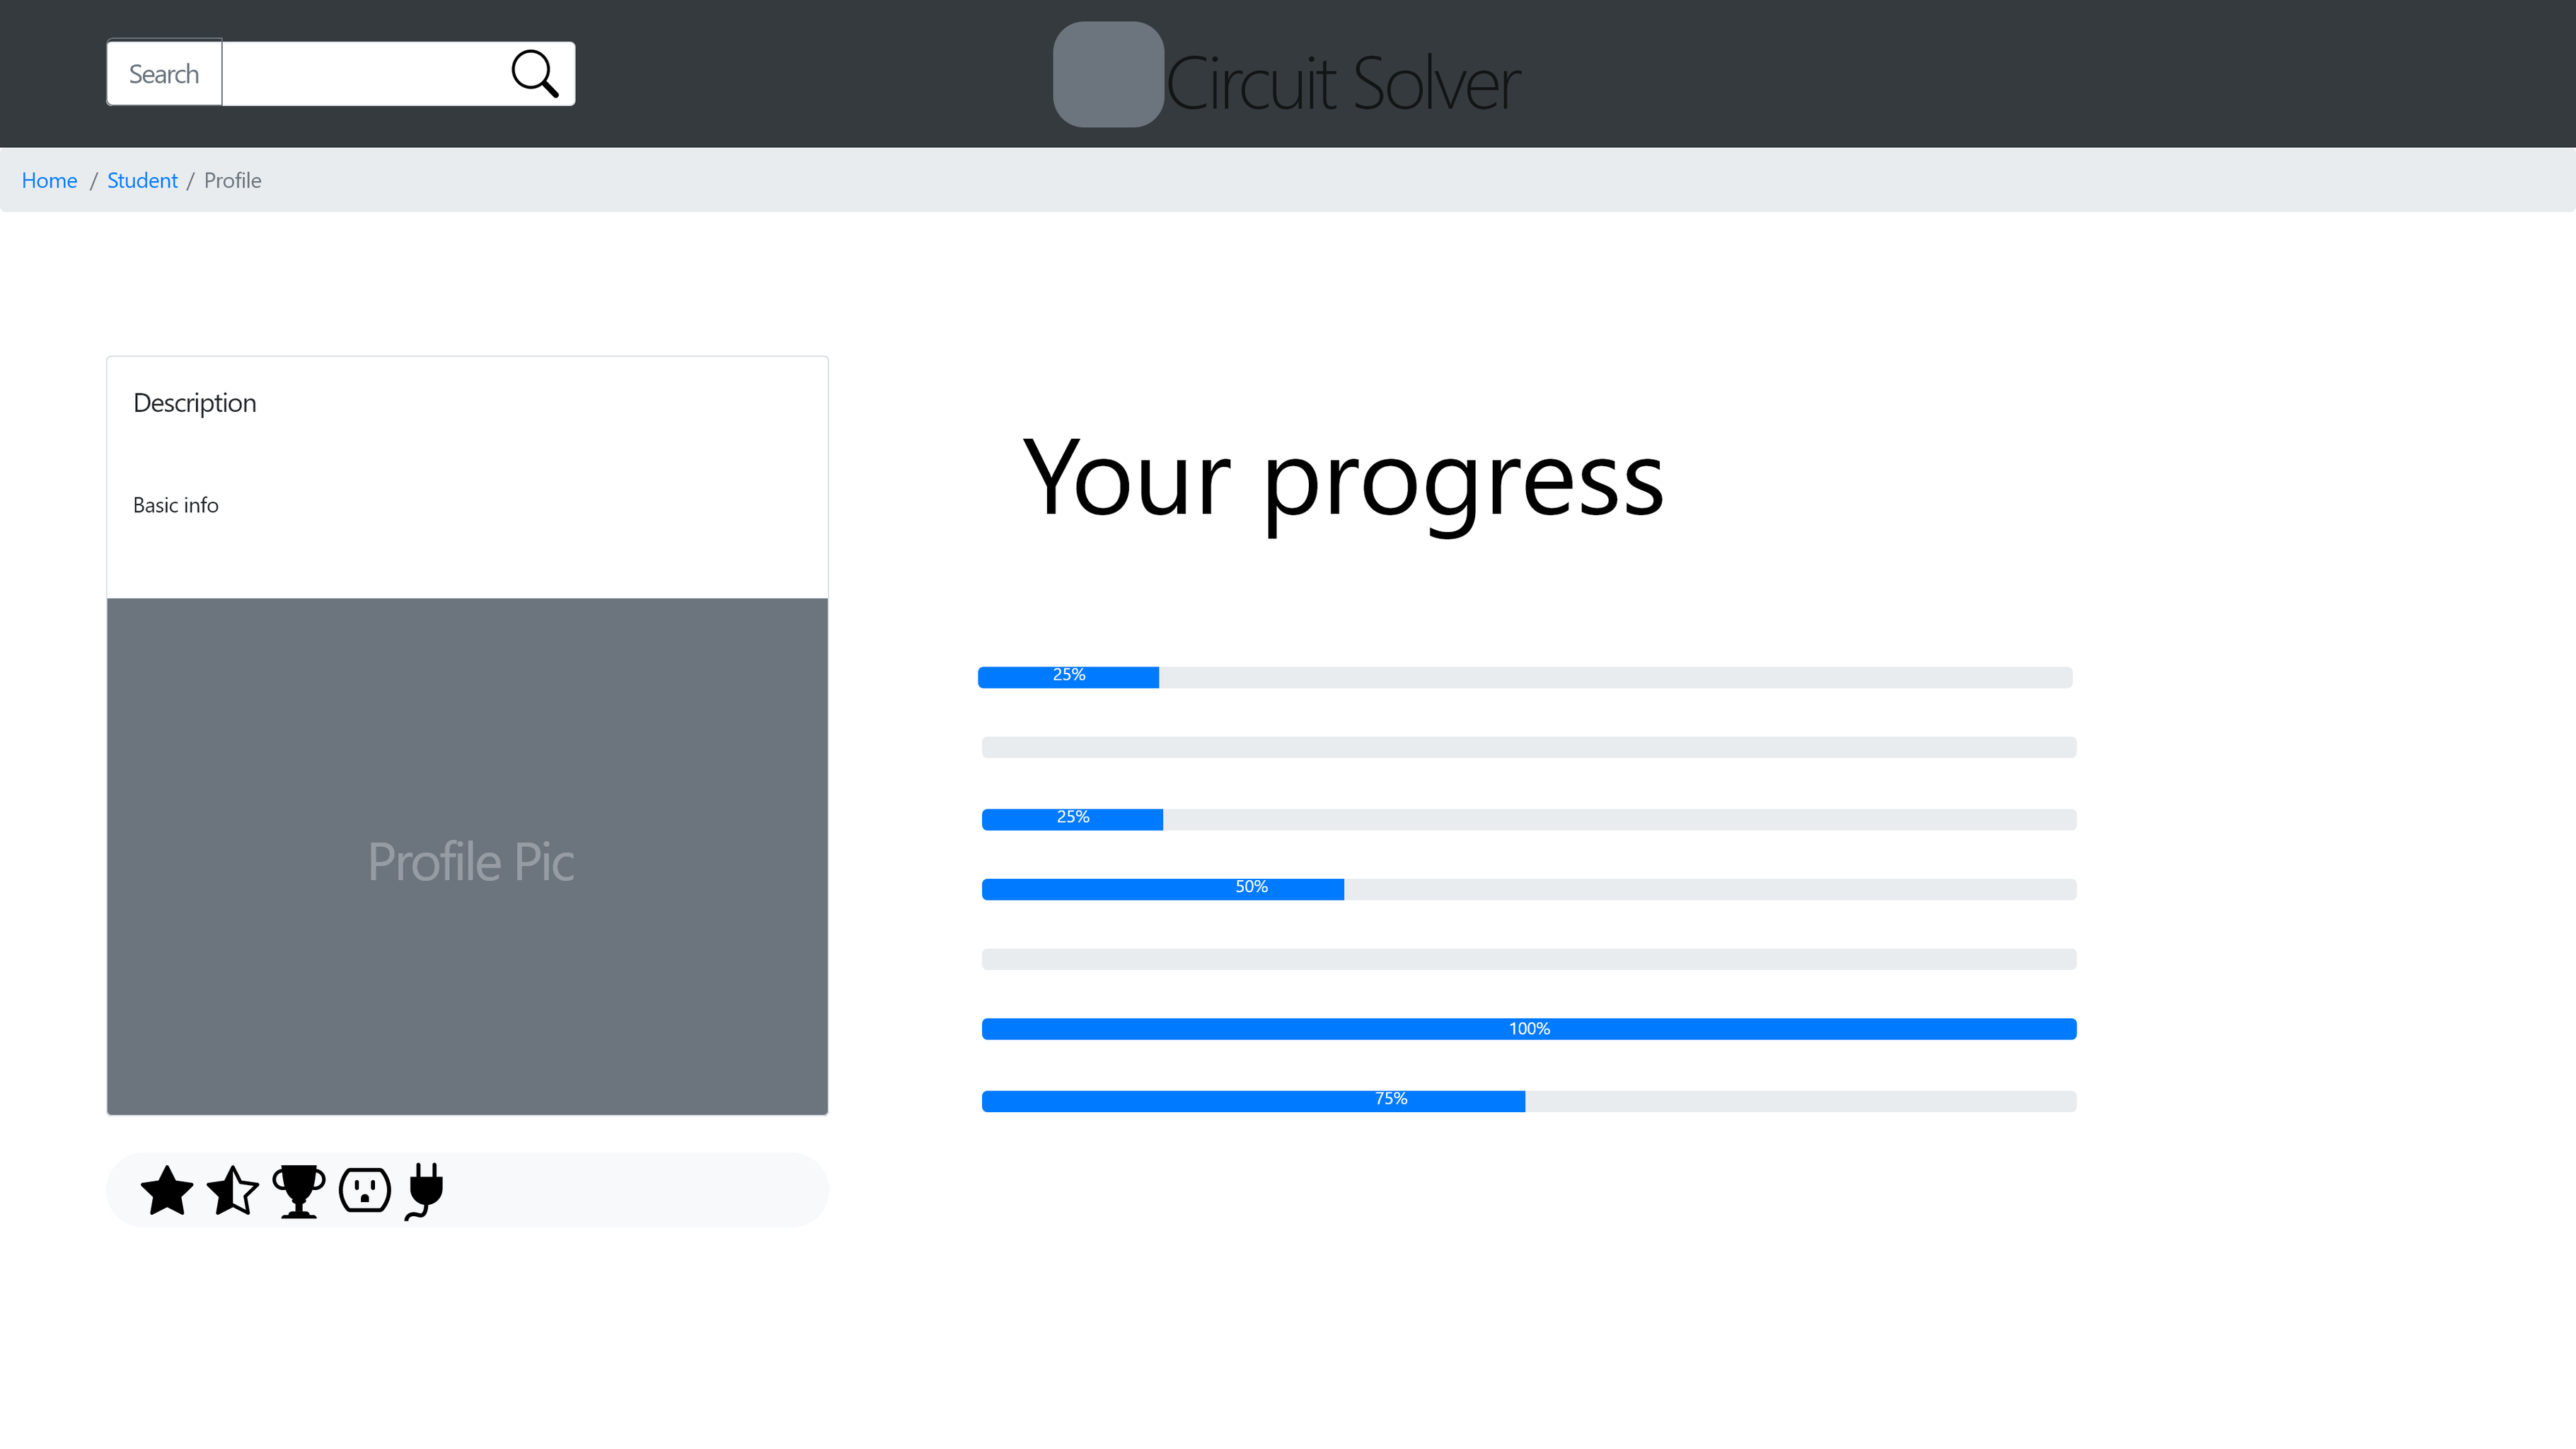 Search
Circuit Solver
Home / Student / Profile
Description
Basic info
Profile Pic
Your progress
25%
25%
50%
100%
75%